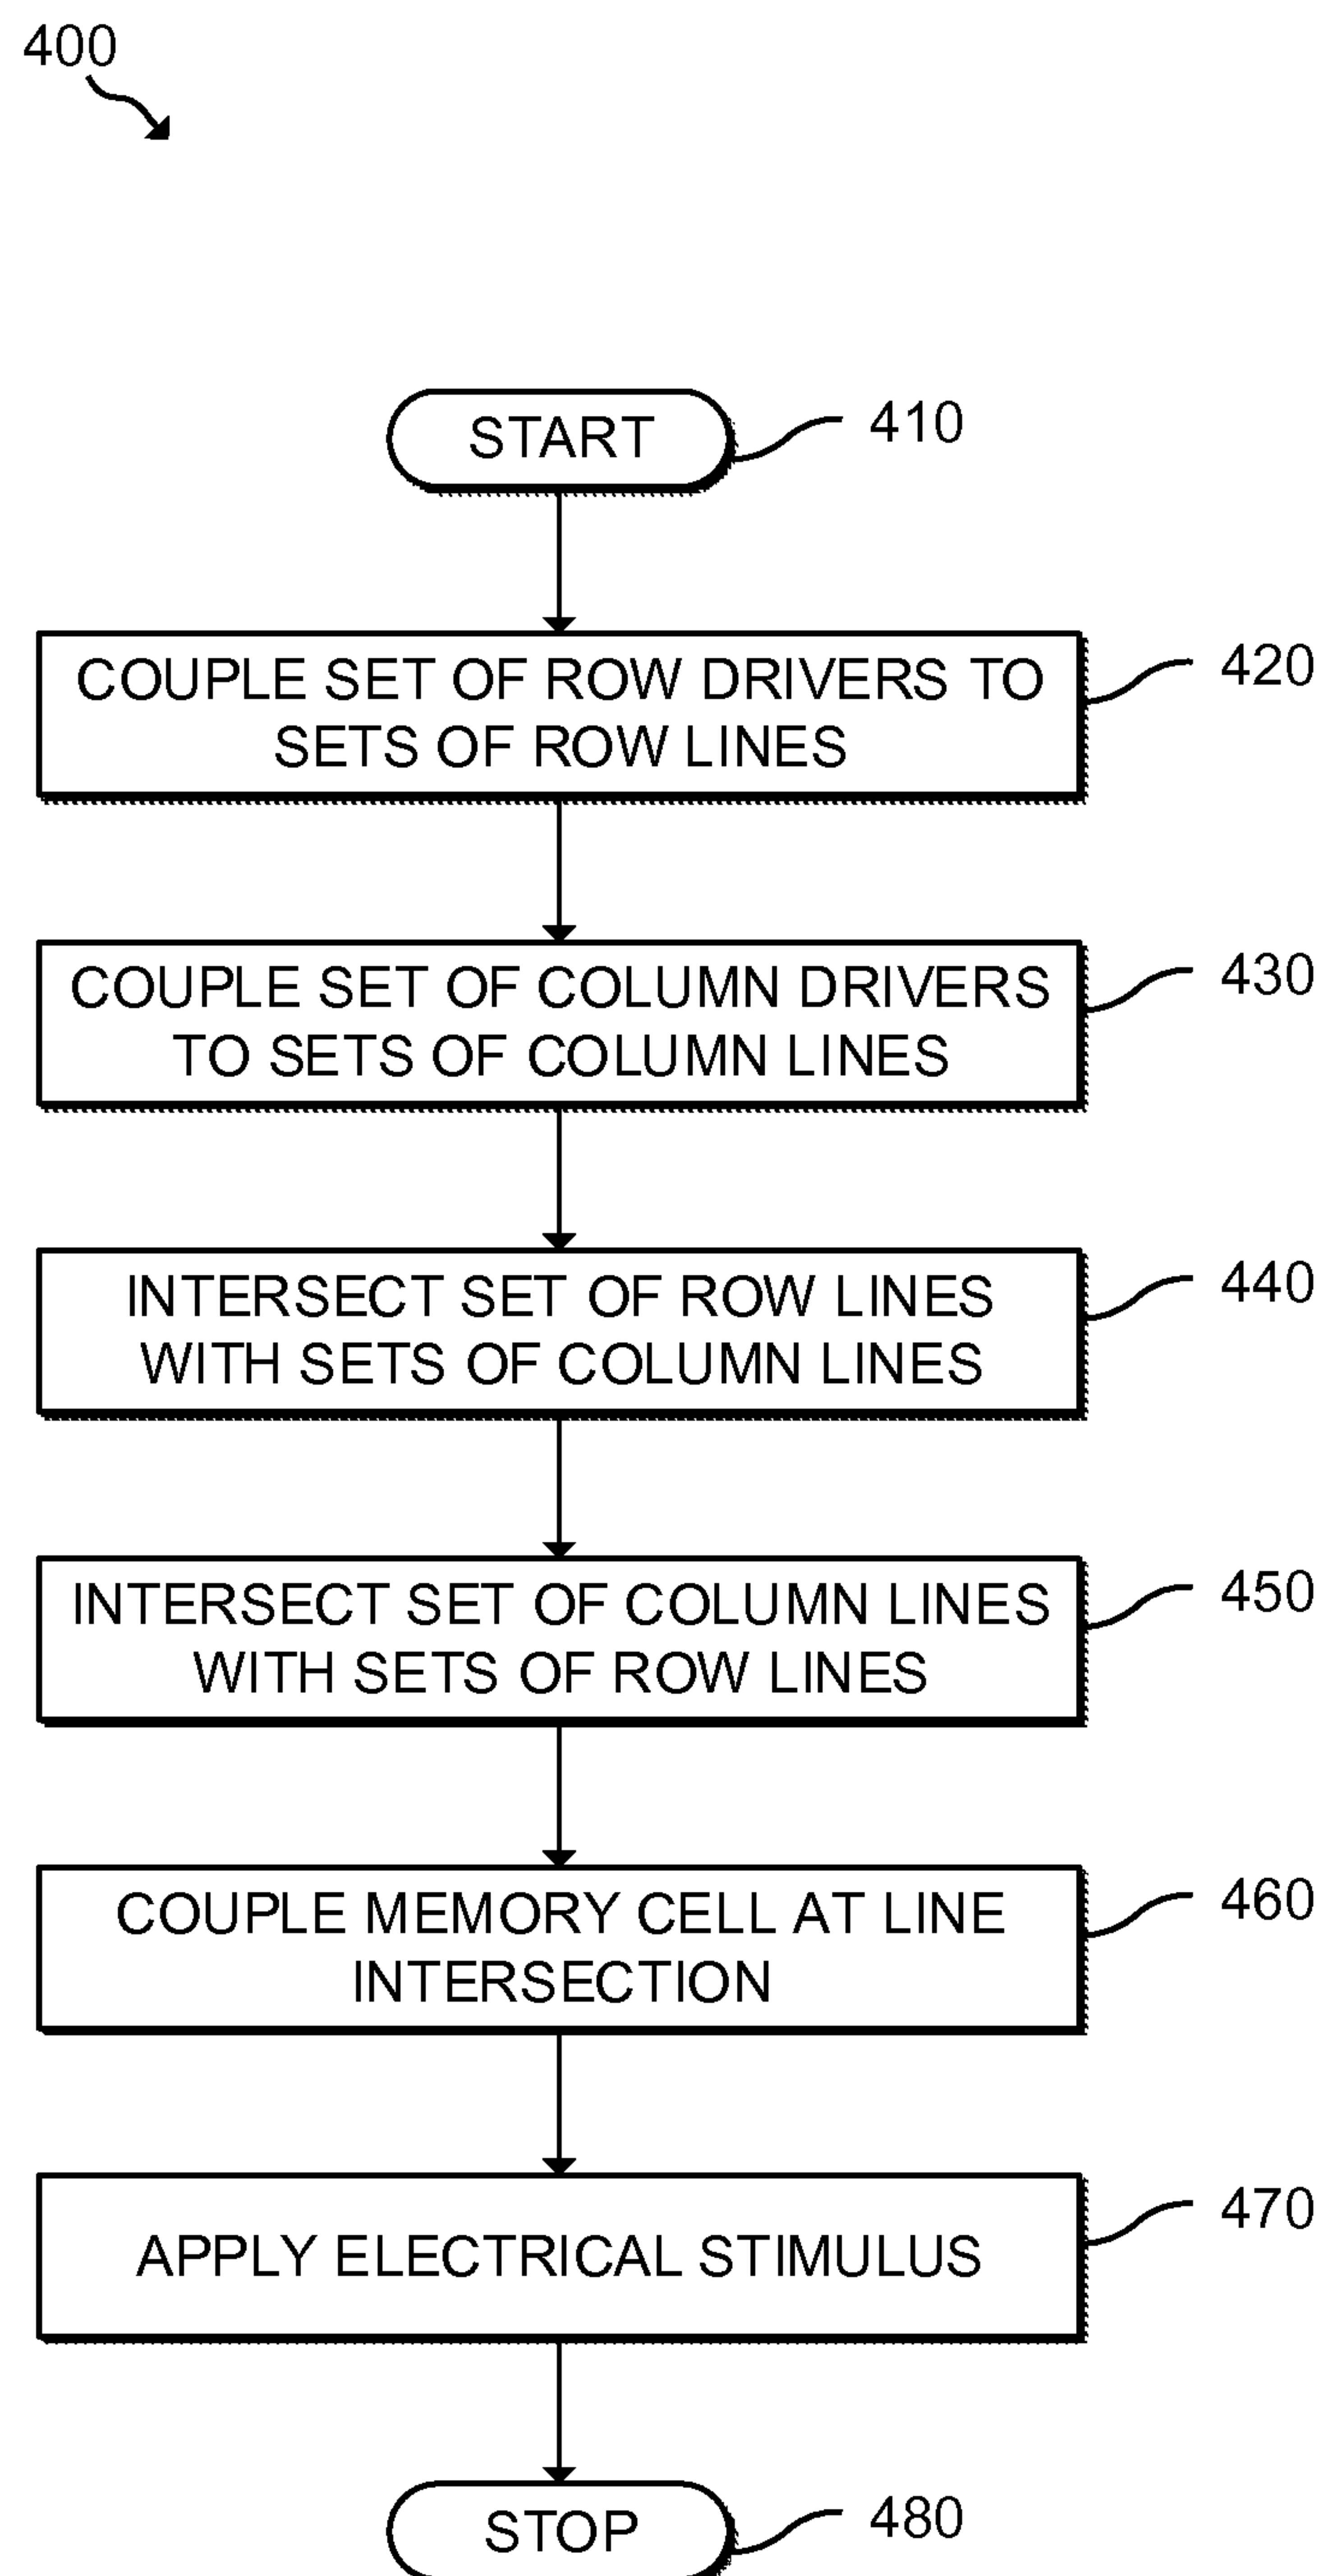 400
START
410
COUPLE SET OF ROW DRIVERS TO
SETS OF ROW LINES
420
COUPLE SET OF COLUMN DRIVERS
TO SETS OF COLUMN LINES
430
INTERSECT SET OF ROW LINES
WITH SETS OF COLUMN LINES
440
INTERSECT SET OF COLUMN LINES
WITH SETS OF ROW LINES
450
COUPLE MEMORY CELL AT LINE
INTERSECTION
460
APPLY ELECTRICAL STIMULUS
470
STOP
480